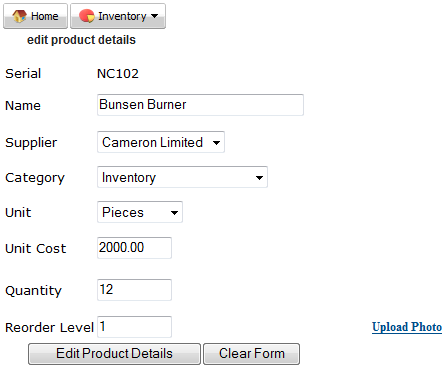 Home Inventory
edit product details
Serial NC102
Name Bunsen Burner
Supplier Cameron Limited
Category Inventory
Unit Pieces
Unit Cost 2000.00
Quantity 12
Reorder Level 1 Upload Photo
Edit Product Details Clear Form